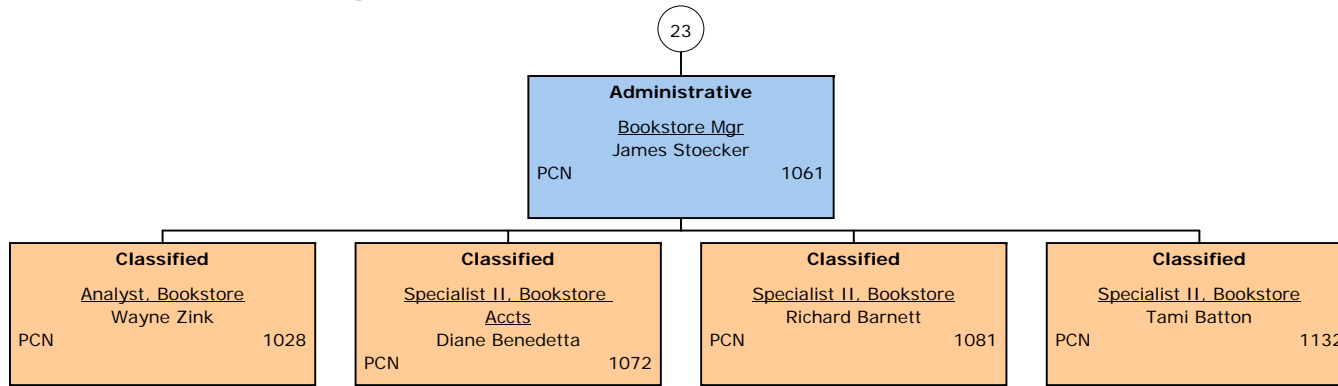 23
Administrative
Bookstore Mgr
James Stoecker
PCN 1061
Classified
Analyst, Bookstore
Wayne Zink
PCN 1028
Classified
Specialist II, Bookstore
Accts
Diane Benedetta
PCN 1072
Classified
Specialist II, Bookstore
Richard Barnett
PCN 1081
Classified
Specialist II, Bookstore
Tami Batton
PCN 1132